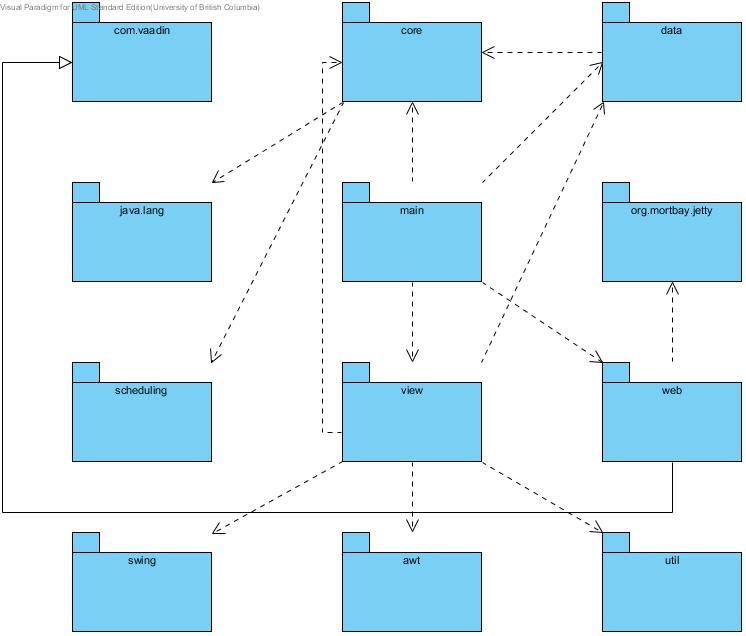 Visual Paradigm for UML Standard Edition(University of British Columbia)
com.vaadin
core
data
java.lang
main
org.mortbay.jetty
scheduling
view
web
swing
awt
util